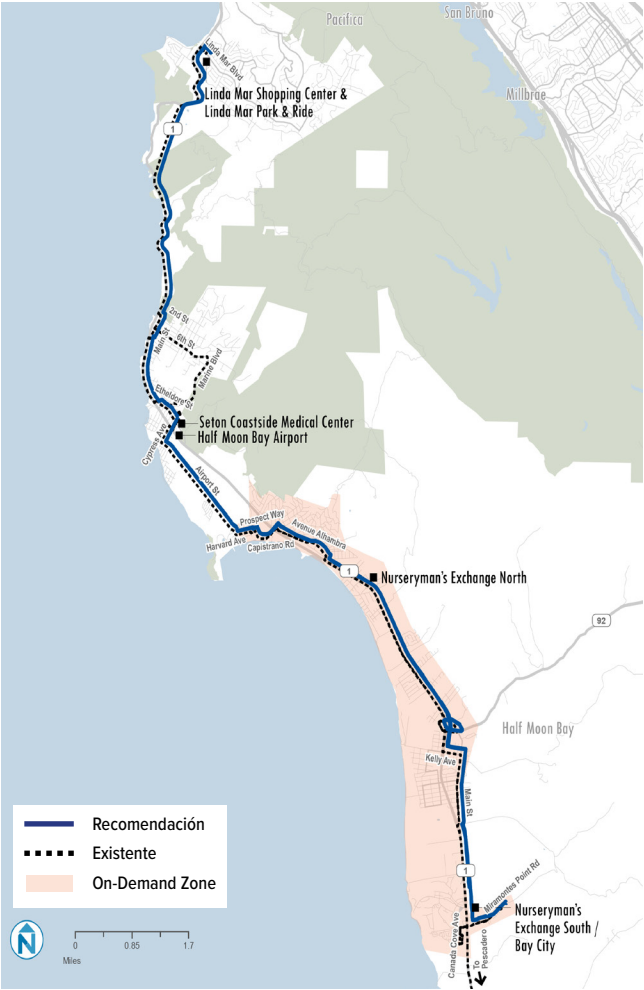 Pacifica
San Bruno
Millbrae
Linda Mar Blvd
Linda Mar Shopping Center &
Linda Mar Park & Ride
1
2nd St
Main St
6th St
Marine Blvd
Etheldore St
Seton Coastside Medical Center
Half Moon Bay Airport
Cypress Ave
Airport St
Prospect Way
Avenue Alhambra
Harvard Ave
Capistrano Rd
1
Nurseryman's Exchange North
92
Half Moon Bay
Kelly Ave
Main St
1
Miramontes Point Rd
Nurseryman's
Exchange South /
Bay City
Canada Cove Ave
To
Pescadero
Recomendación
Existente
On-Demand Zone
N
0 0.85 1.7
Miles